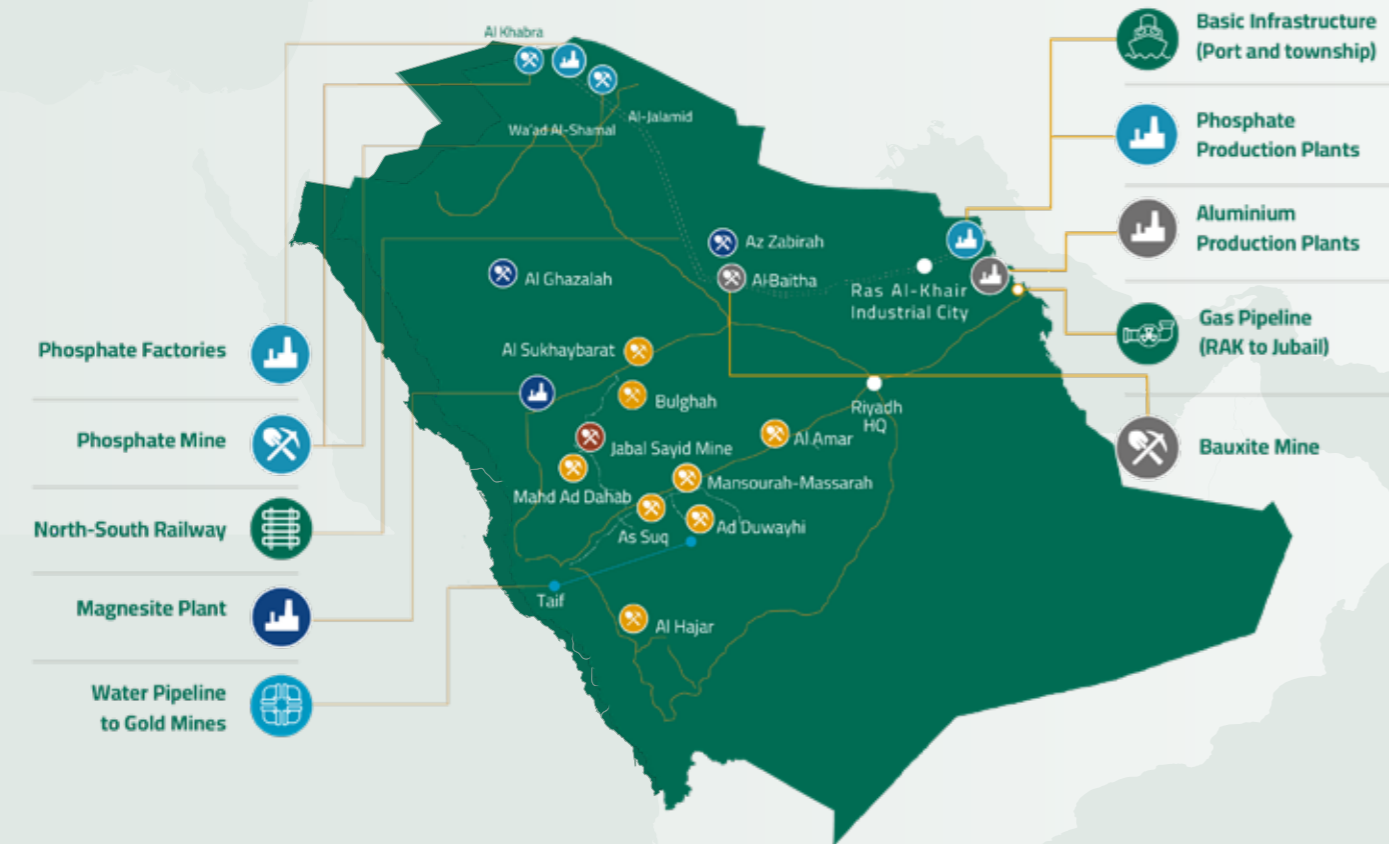 Al Khabra
Wa'ad Al-Shamal
Al-Jalamid
Az Zabirah
Al Ghazalah
Al-Baitha
Ras Al-Khair
Industrial City
Al Sukhaybarat
Bulghah
Riyadh
HQ
Jabal Sayid Mine
Al Amar
Mahd Ad Dahab
Mansourah-Massarah
As Suq
Ad Duwayhi
Taif
Al Hajar
Phosphate Factories
Phosphate Mine
North-South Railway
Magnesite Plant
Water Pipeline
to Gold Mines
Basic Infrastructure
(Port and township)
Phosphate
Production Plants
Aluminium
Production Plants
Gas Pipeline
(RAK to Jubail)
Bauxite Mine